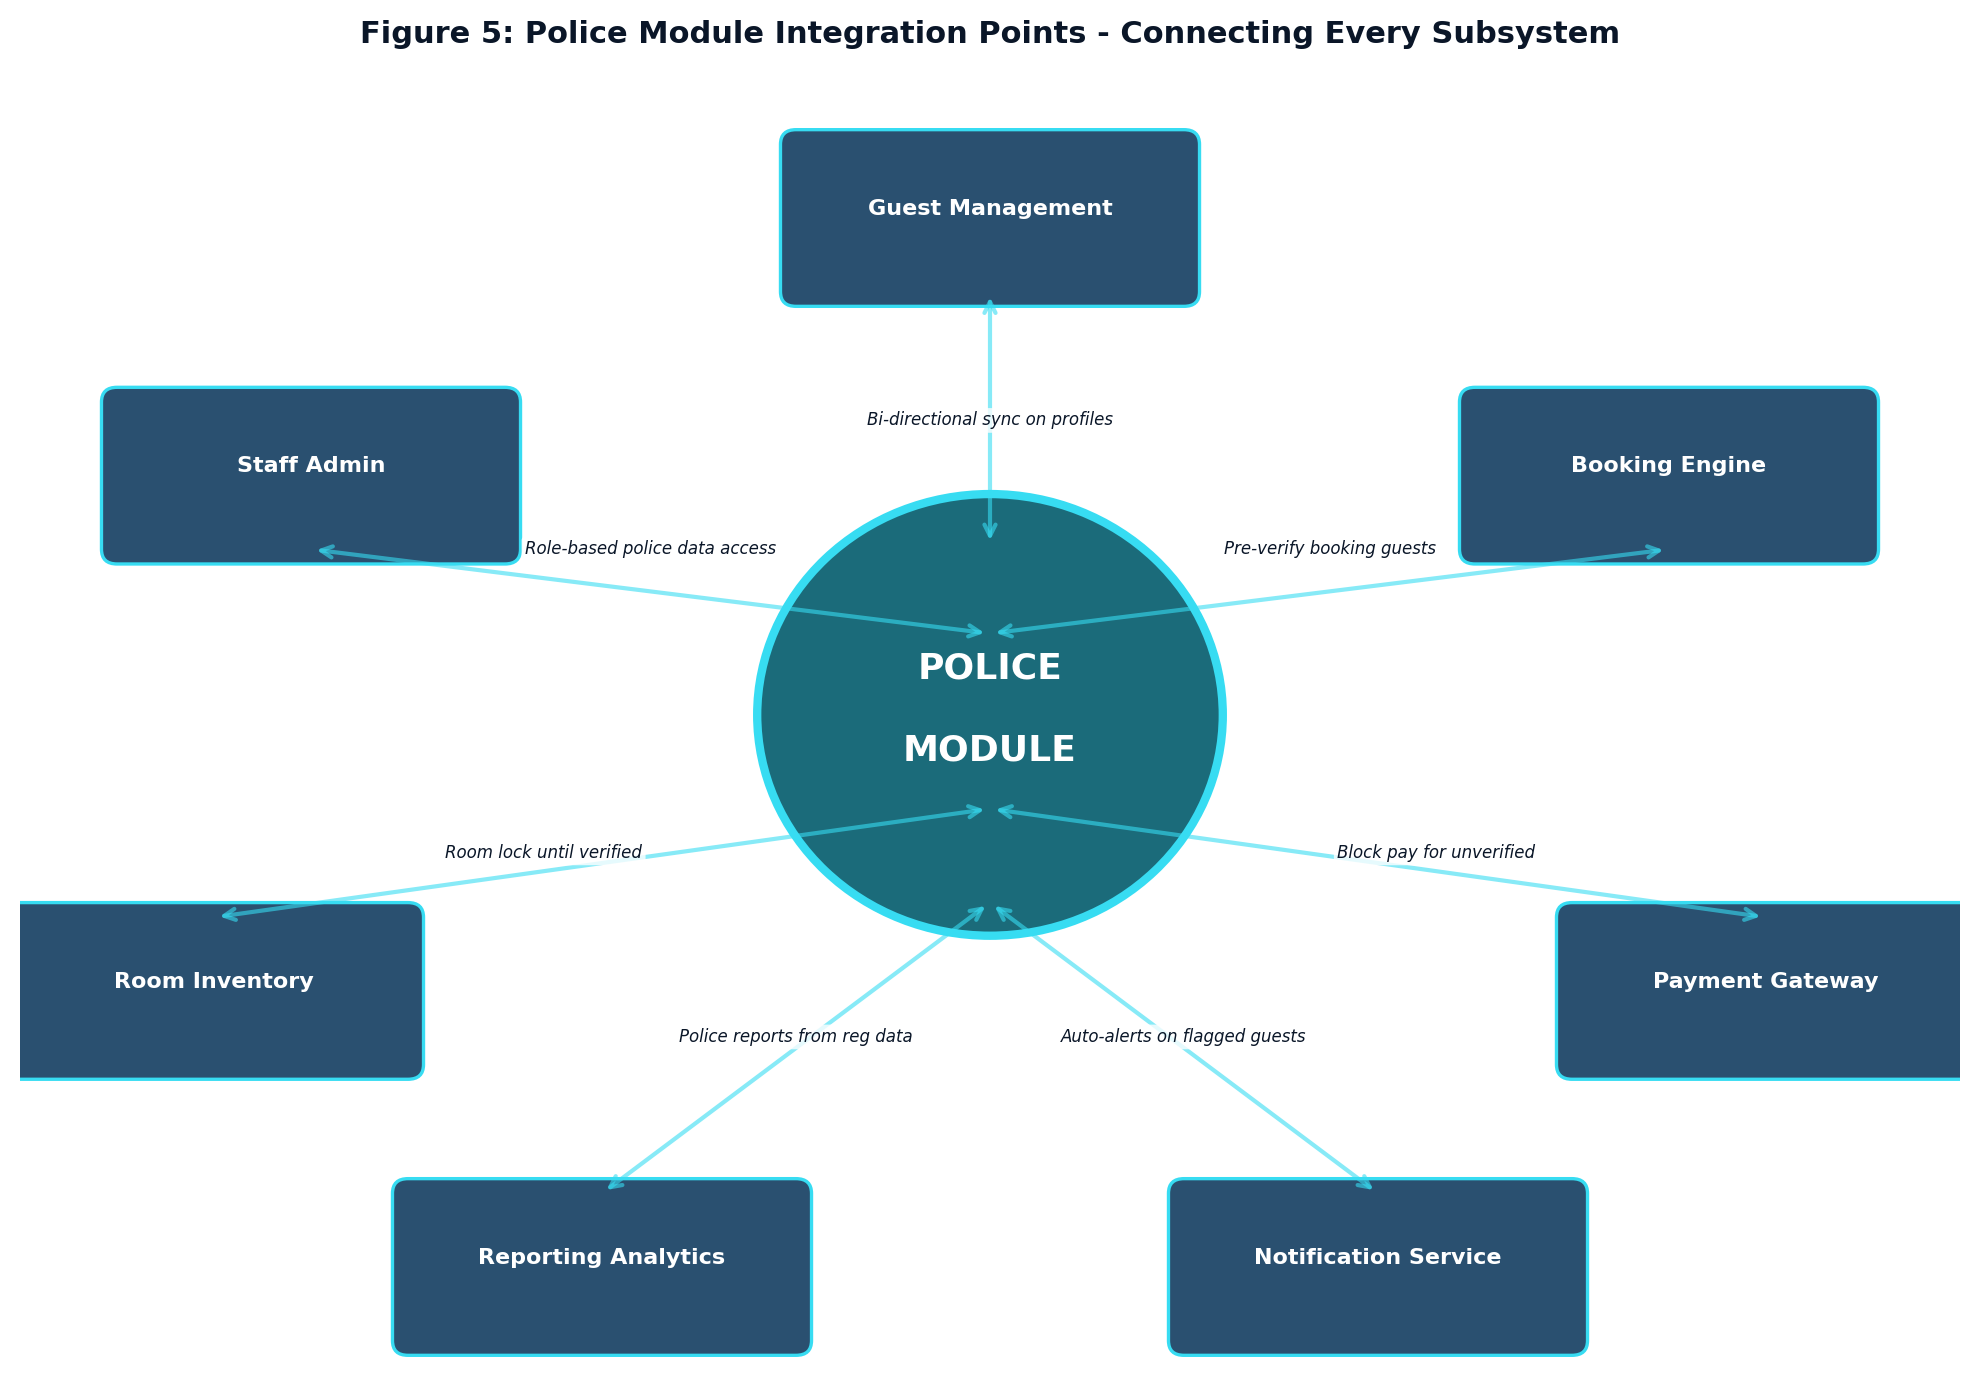 Figure 5: Police Module Integration Points - Connecting Every Subsystem
Guest Management
Bi-directional sync on profiles
Staff Admin
Booking Engine
Role-based police data access
Pre-verify booking guests
POLICE
MODULE
Room lock until verified
Block pay for unverified
Room Inventory
Payment Gateway
Police reports from reg data
Auto-alerts on flagged guests
Reporting Analytics
Notification Service